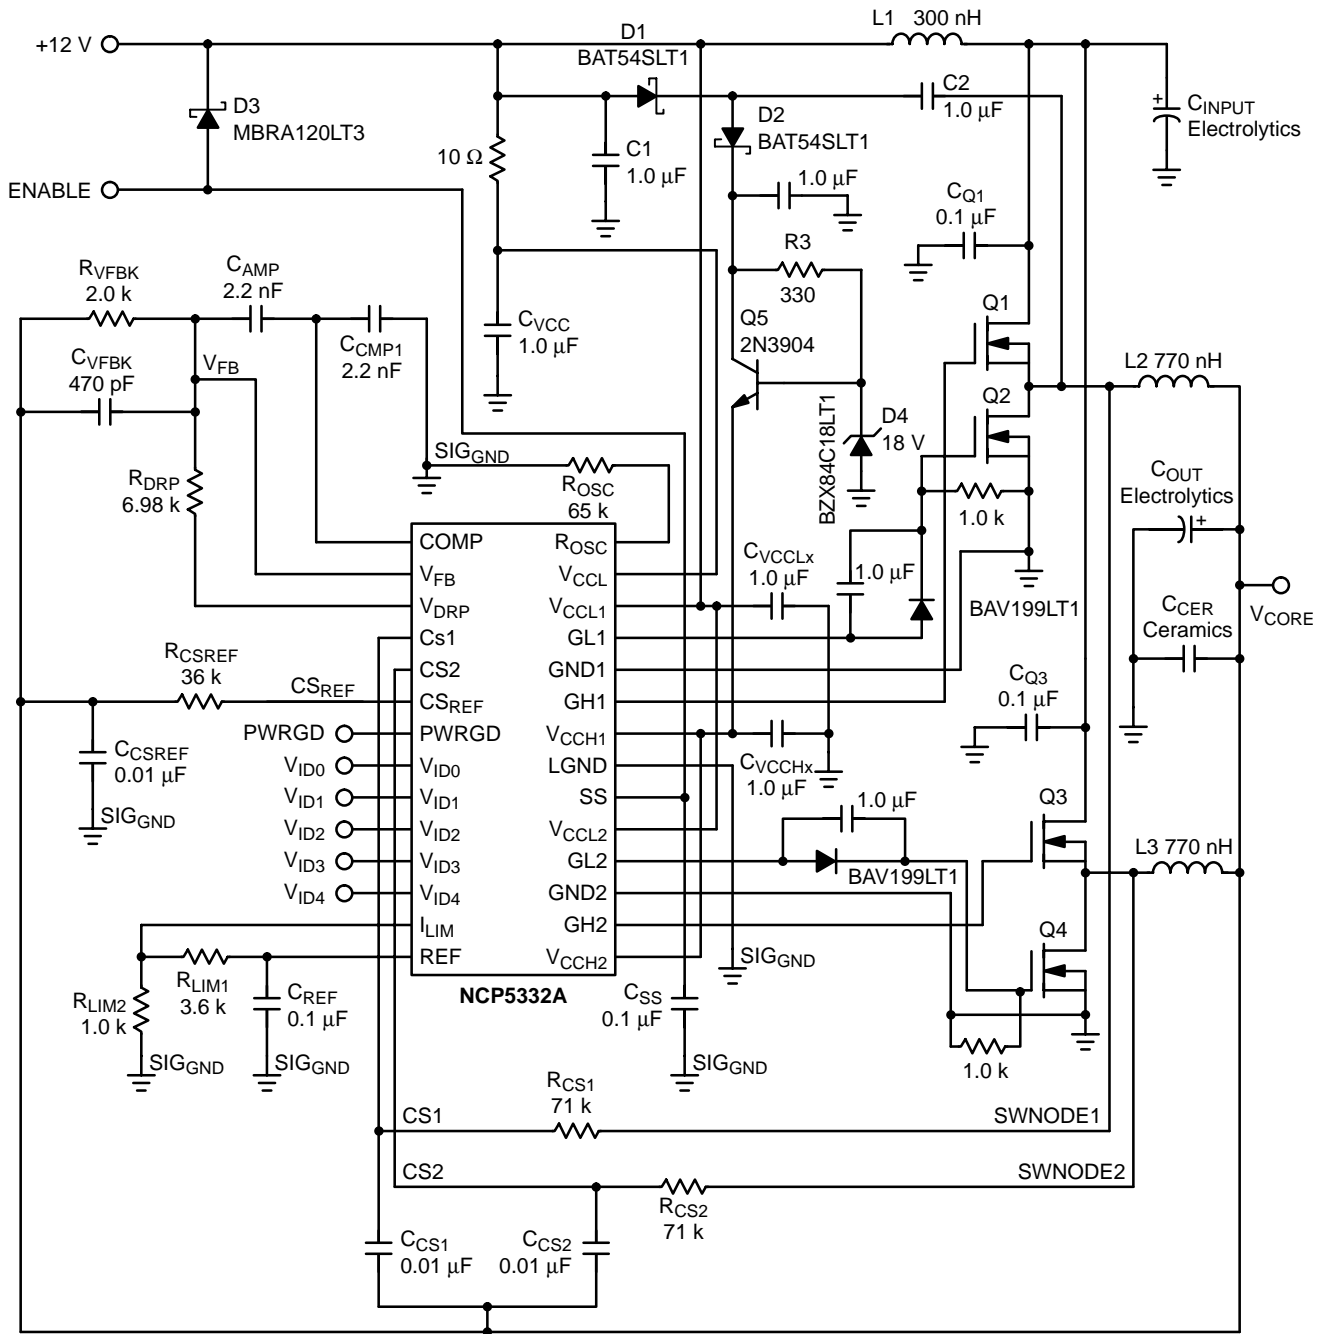 L1 300 nH
+12 V
D1
BAT54SLT1
D3
MBRA120LT3
D2
BAT54SLT1
C2
1.0 μF
CINPUT
Electrolytics
10 Ω
C1
1.0 μF
1.0 μF
ENABLE
CQ1
0.1 μF
RVFBK
2.0 k
CAMP
2.2 nF
R3
330
Q1
CVCC
1.0 μF
Q5
2N3904
CCMP1
2.2 nF
CVFBK
470 pF
VFB
L2 770 nH
Q2
D4
18 V
BZX84C18LT1
SIGGND
ROSC
65 k
RDRP
6.98 k
1.0 k
COUT
Electrolytics
COMP
ROSC
VFB
VCCL
CVCCLx
1.0 μF
1.0 μF
VDRP
VCCL1
BAV199LT1
CCER
Ceramics
VCORE
Cs1
GL1
RCSREF
36 k
CS2
GND1
CSREF
CSREF
GH1
CQ3
0.1 μF
PWRGD
PWRGD
VCCH1
CCSREF
0.01 μF
VID0
VID0
LGND
CVCCHx
1.0 μF
SIGGND
VID1
VID1
SS
1.0 μF
Q3
VID2
VID2
VCCL2
VID3
VID3
GL2
BAV199LT1
L3 770 nH
VID4
VID4
GND2
ILIM
GH2
Q4
REF
VCCH2
SIGGND
RLIM1
3.6 k
NCP5332A
RLIM2
1.0 k
CREF
0.1 μF
CSS
0.1 μF
SIGGND
SIGGND
SIGGND
1.0 k
RCS1
71 k
CS1
SWNODE1
CS2
SWNODE2
RCS2
71 k
CCS1
0.01 μF
CCS2
0.01 μF